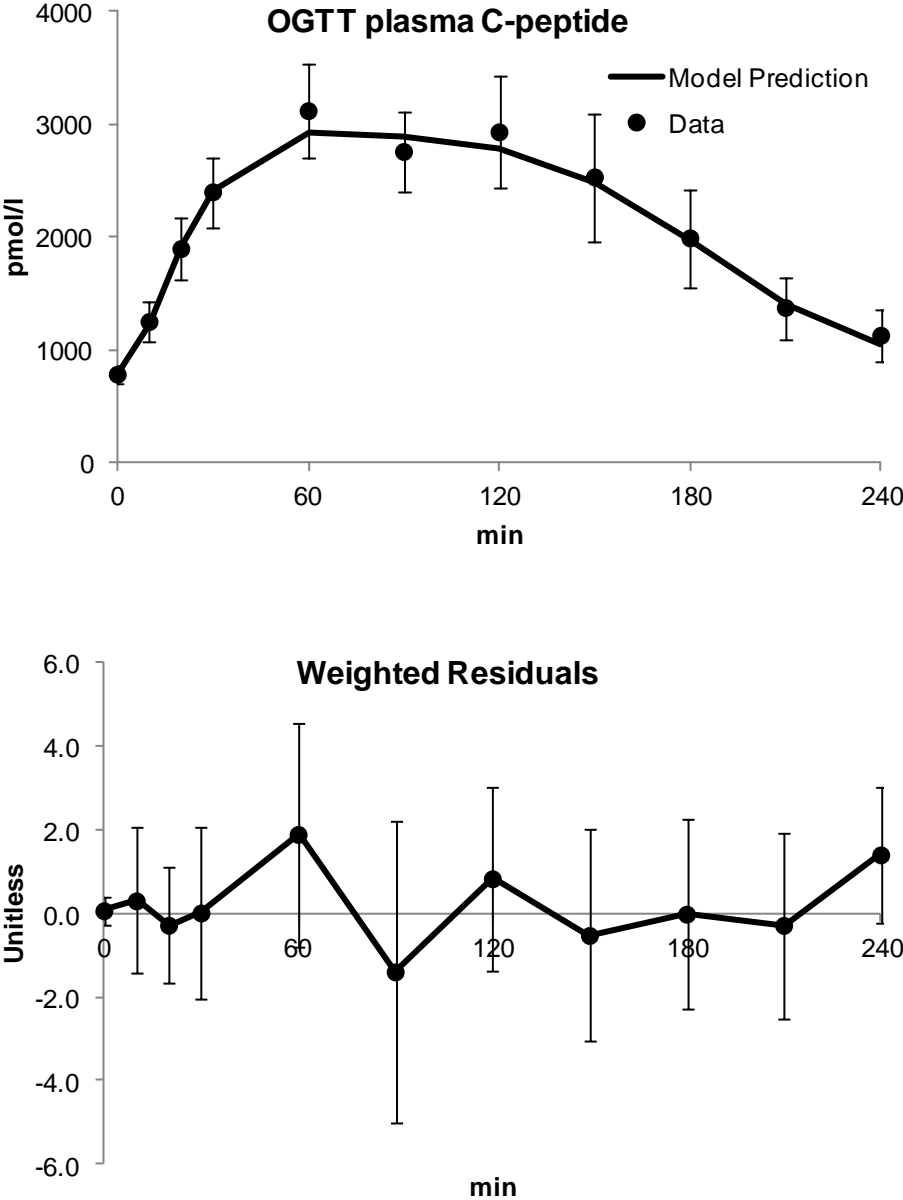 OGTT plasma C-peptide
4000
3000
2000
1000
0
pmol/l
Model Prediction
Data
0 60 120 180 240
min
Weighted Residuals
6.0
4.0
2.0
0.0
-2.0
-4.0
-6.0
Unitless
0 60 120 180 240
min